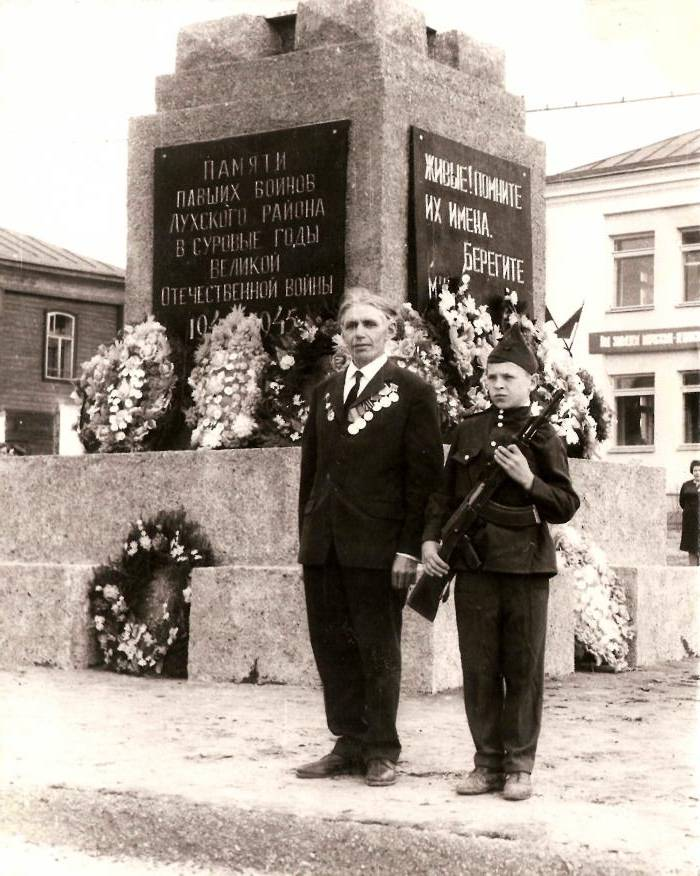 ПАМЯТИ
ПАВШИХ ВОИНОВ
ЛУХСКОГО РАЙОНА
В СУРОВЫЕ ГОДЫ
ВЕЛИКОЙ
ОТЕЧЕСТВЕННОЙ ВОЙНЫ
ЖИВЫЕ! ПОМНИТЕ
ИХ ИМЕНА.
БЕРЕГИТЕ